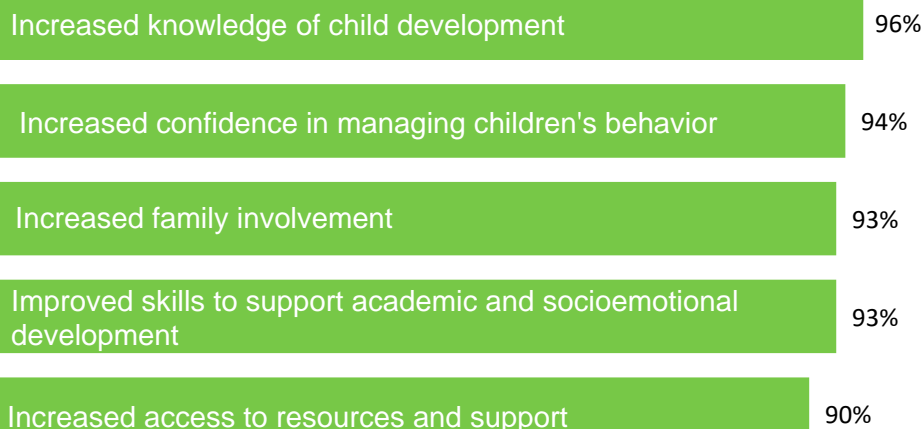 Increased knowledge of child development 96%
Increased confidence in managing children's behavior 94%
Increased family involvement 93%
Improved skills to support academic and socioemotional
development 93%
Increased access to resources and support 90%